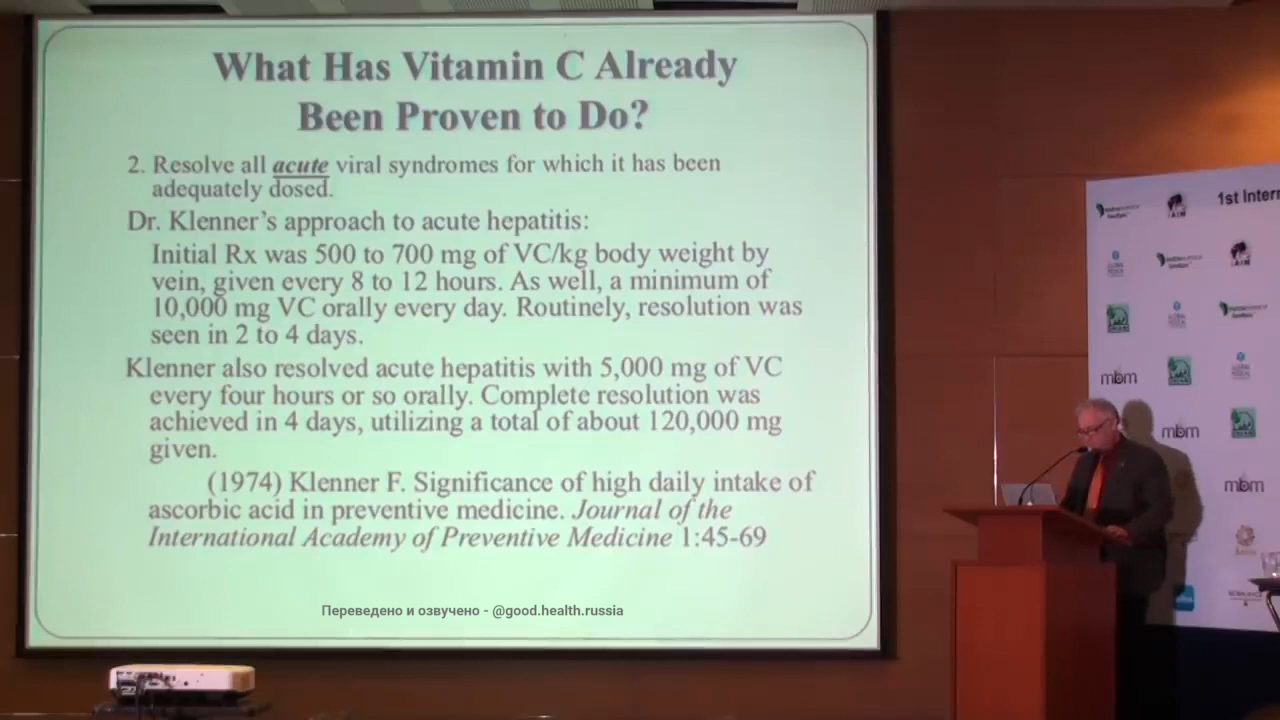 What Has Vitamin C Already
Been Proven to Do?
2. Resolve all acute viral syndromes for which it has been
adequately dosed.
Dr. Klenner's approach to acute hepatitis:
Initial Rx was 500 to 700 mg of VC/kg body weight by
vein, given every 8 to 12 hours. As well, a minimum of
10,000 mg VC orally every day. Routinely, resolution was
seen in 2 to 4 days.
Klenner also resolved acute hepatitis with 5,000 mg of VC
every four hours or so orally. Complete resolution was
achieved in 4 days, utilizing a total of about 120,000 mg
given.
(1974) Klenner F. Significance of high daily intake of
ascorbic acid in preventive medicine. Journal of the
International Academy of Preventive Medicine 1:45-69
Переведено и озвучено - @good.health.russia
1st Inter
mbm
mbm
mbm